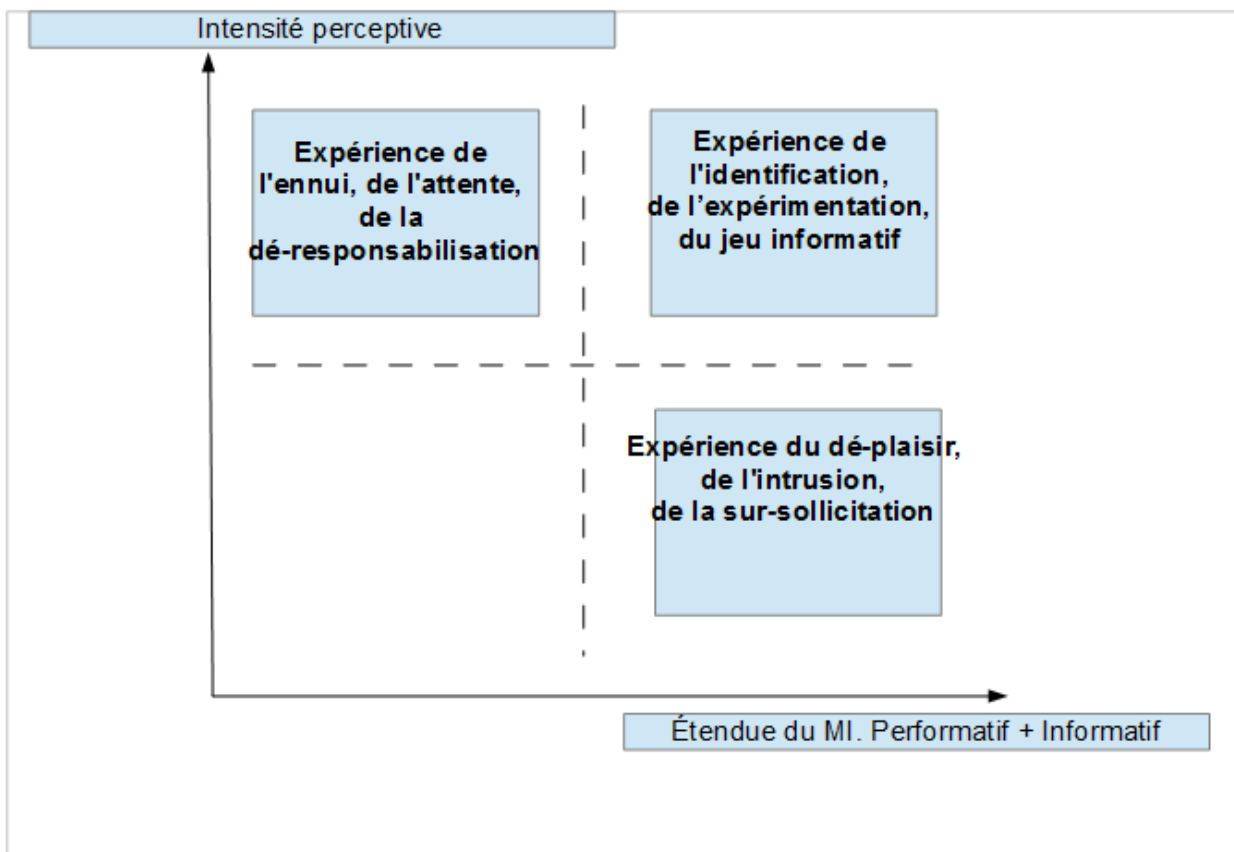 Intensité perceptive
Expérience de
l'ennui, de l'attente,
de la
dé-responsabilisation
Expérience de
l'identification,
de l’expérimentation,
du jeu informatif
Expérience du dé-plaisir,
de l'intrusion,
de la sur-sollicitation
Étendue du MI. Performatif + Informatif